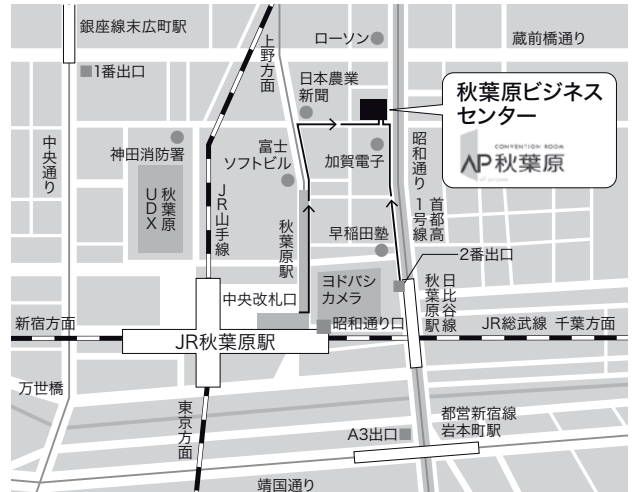 銀座線末広町駅
1番出口
上野方面
ローソン
蔵前橋通り
日本農業
新聞
秋葉原ビジネス
センター
CONVENTION ROOM
AP秋葉原
中央通り
神田消防署
秋葉原
UDX
JR山手線
富士
ソフトビル
加賀電子
昭和通り
首都高
1号線
秋葉原駅
早稲田塾
2番出口
中央改札口
ヨドバシ
カメラ
日比谷線
秋葉原駅
新宿方面
JR秋葉原駅
昭和通り口
JR総武線
千葉方面
万世橋
東京方面
A3出口
都営新宿線
岩本町駅
靖国通り